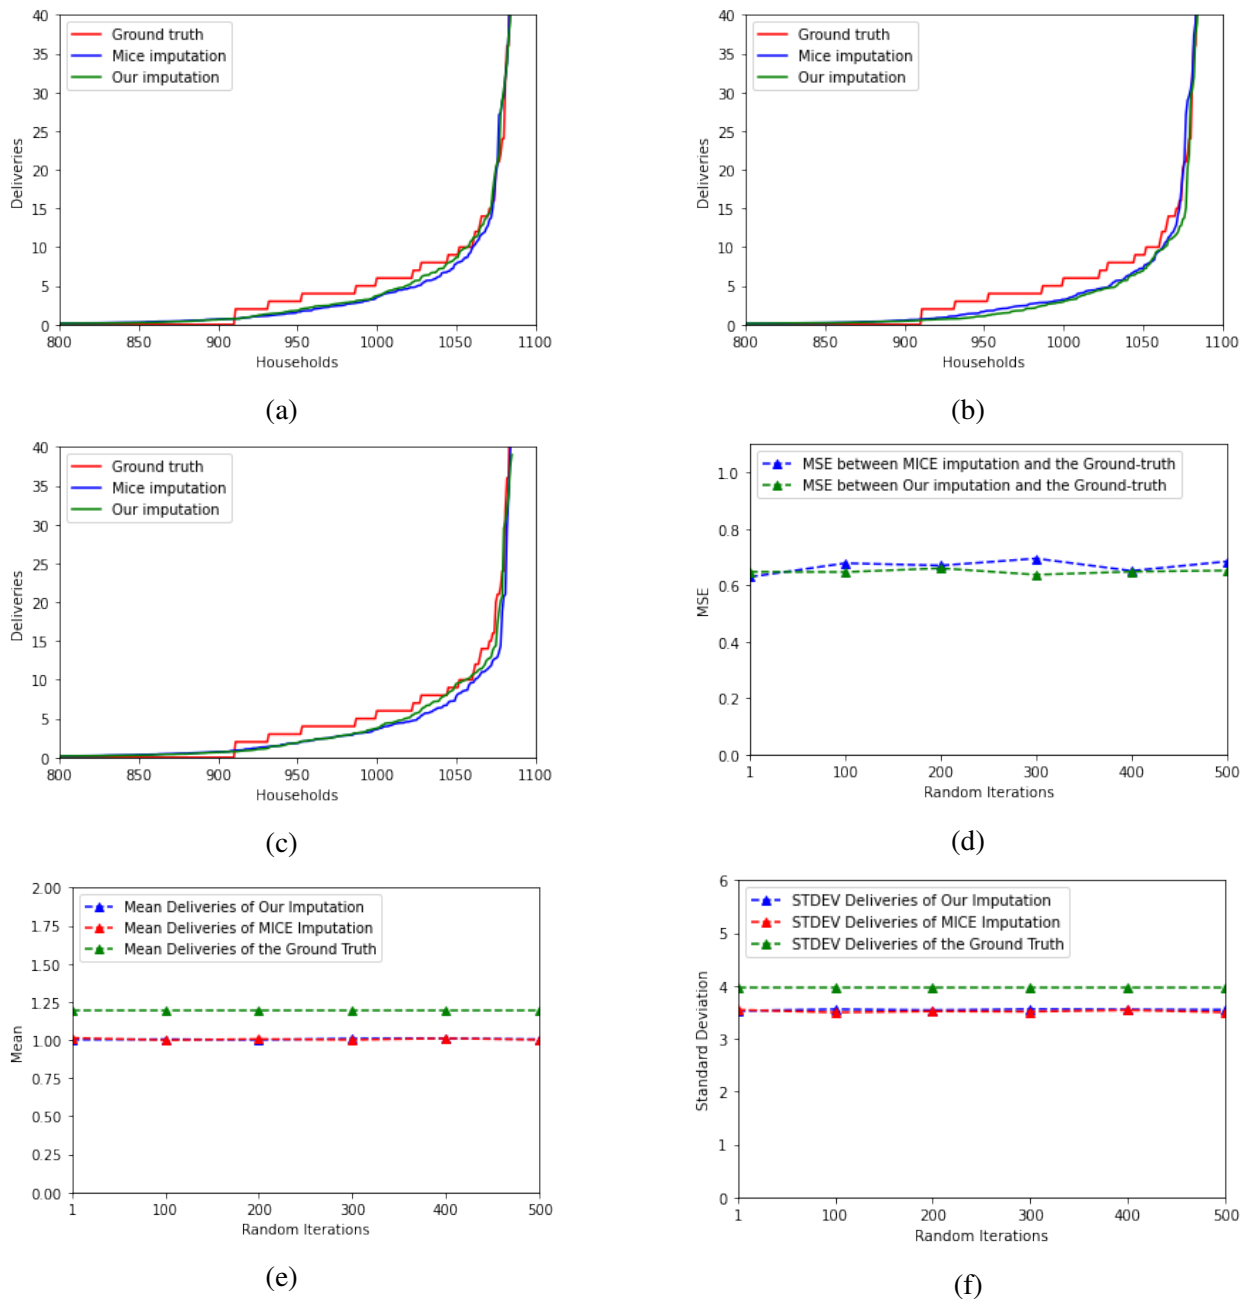 40
35
30
25
20
15
10
5
0
Deliveries
Ground truth
Mice imputation
Our imputation
800 850 900 950 1000 1050 1100
Households
(a)
40
35
30
25
20
15
10
5
0
Deliveries
Ground truth
Mice imputation
Our imputation
800 850 900 950 1000 1050 1100
Households
(b)
40
35
30
25
20
15
10
5
0
Deliveries
Ground truth
Mice imputation
Our imputation
800 850 900 950 1000 1050 1100
Households
(c)
1.0
0.8
0.6
0.4
0.2
0.0
MSE
MSE between MICE imputation and the Ground-truth
MSE between Our imputation and the Ground-truth
1 100 200 300 400 500
Random Iterations
(d)
2.00
1.75
1.50
1.25
1.00
0.75
0.50
0.25
0.00
Mean
Mean Deliveries of Our Imputation
Mean Deliveries of MICE Imputation
Mean Deliveries of the Ground Truth
1 100 200 300 400 500
Random Iterations
(e)
6
5
4
3
2
1
0
Standard Deviation
STDEV Deliveries of Our Imputation
STDEV Deliveries of MICE Imputation
STDEV Deliveries of the Ground Truth
1 100 200 300 400 500
Random Iterations
(f)